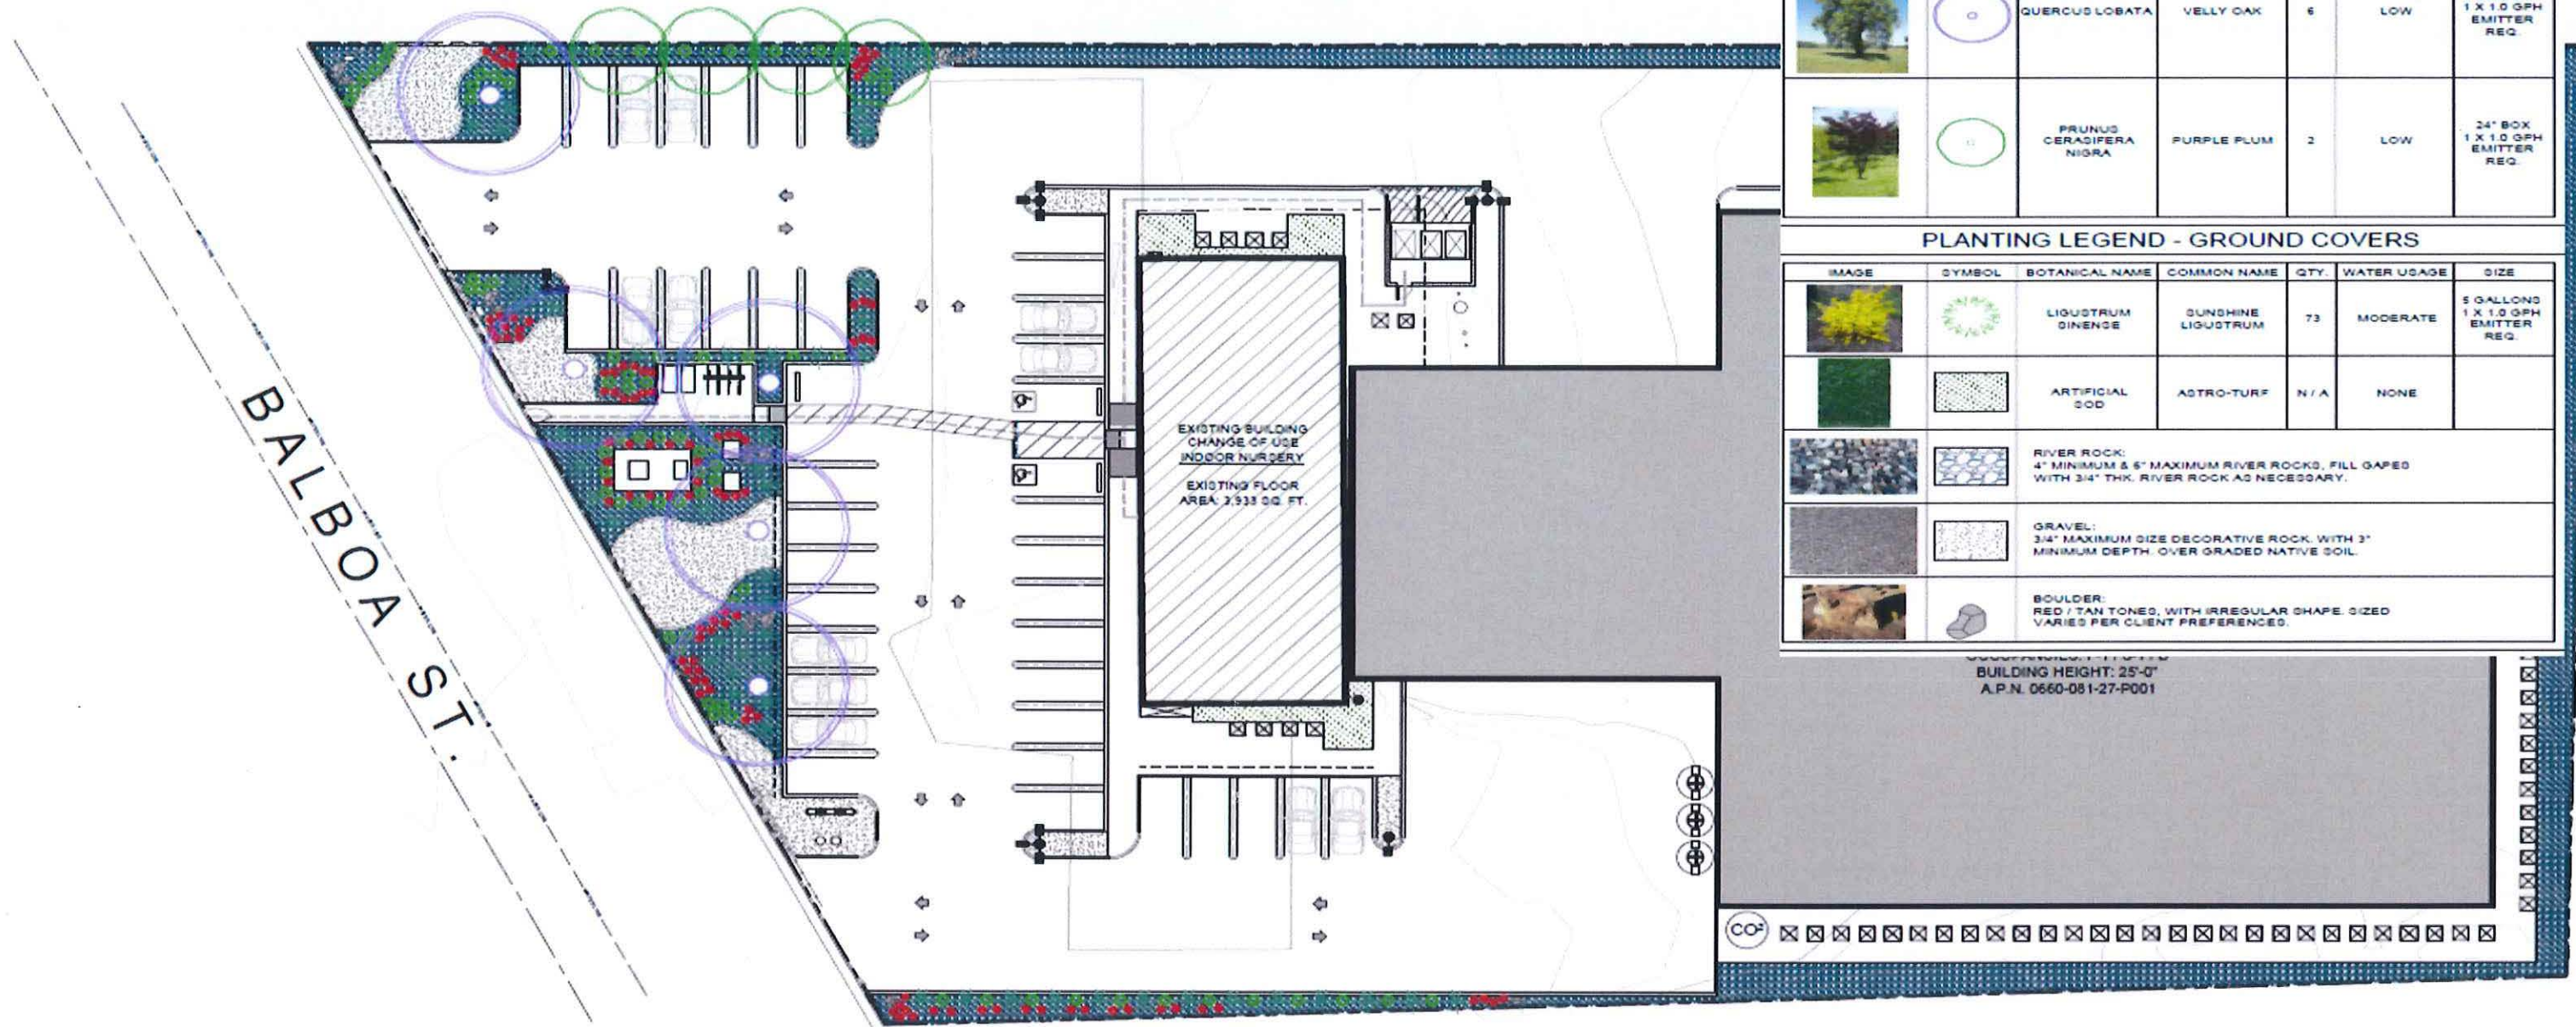 QUERCUS LOBATA
VELLY OAK
6
LOW
1 X 1.0 GPH
EMITTER
REQ.
PRUNUS
CERASIFERA
NIGRA
PURPLE PLUM
2
LOW
24" BOX
1 X 1.0 GPH
EMITTER
REQ.
PLANTING LEGEND - GROUND COVERS
IMAGE SYMBOL BOTANICAL NAME COMMON NAME QTY. WATER USAGE SIZE
LIGUSTRUM
SINENSE
SUNSHINE
LIGUSTRUM
73
MODERATE
5 GALLONS
1 X 1.0 GPH
EMITTER
REQ.
ARTIFICIAL
SOD
ASTRO-TURF
N / A
NONE
RIVER ROCK:
4" MINIMUM & 6" MAXIMUM RIVER ROCKS, FILL GAPES
WITH 3/4" THK. RIVER ROCK AS NECESSARY.
GRAVEL:
3/4" MAXIMUM SIZE DECORATIVE ROCK. WITH 3"
MINIMUM DEPTH. OVER GRADED NATIVE SOIL.
BOULDER:
RED / TAN TONES, WITH IRREGULAR SHAPE. SIZED
VARIES PER CLIENT PREFERENCES.
BUILDING HEIGHT: 25'-0"
A.P.N. 0660-081-27-P001
EXISTING BUILDING
CHANGE OF USE
INDOOR NURSERY
EXISTING FLOOR
AREA: 3,933 SQ. FT.
BALBOA ST.
CO²